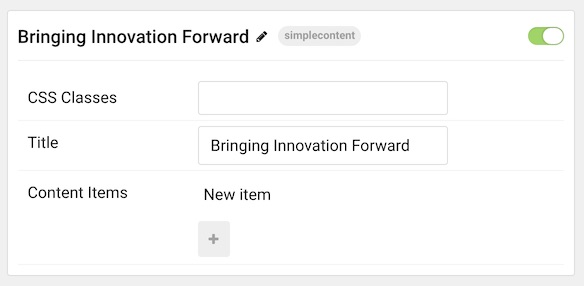 Bringing Innovation Forward simplecontent
CSS Classes
Title Bringing Innovation Forward
Content Items New item
+